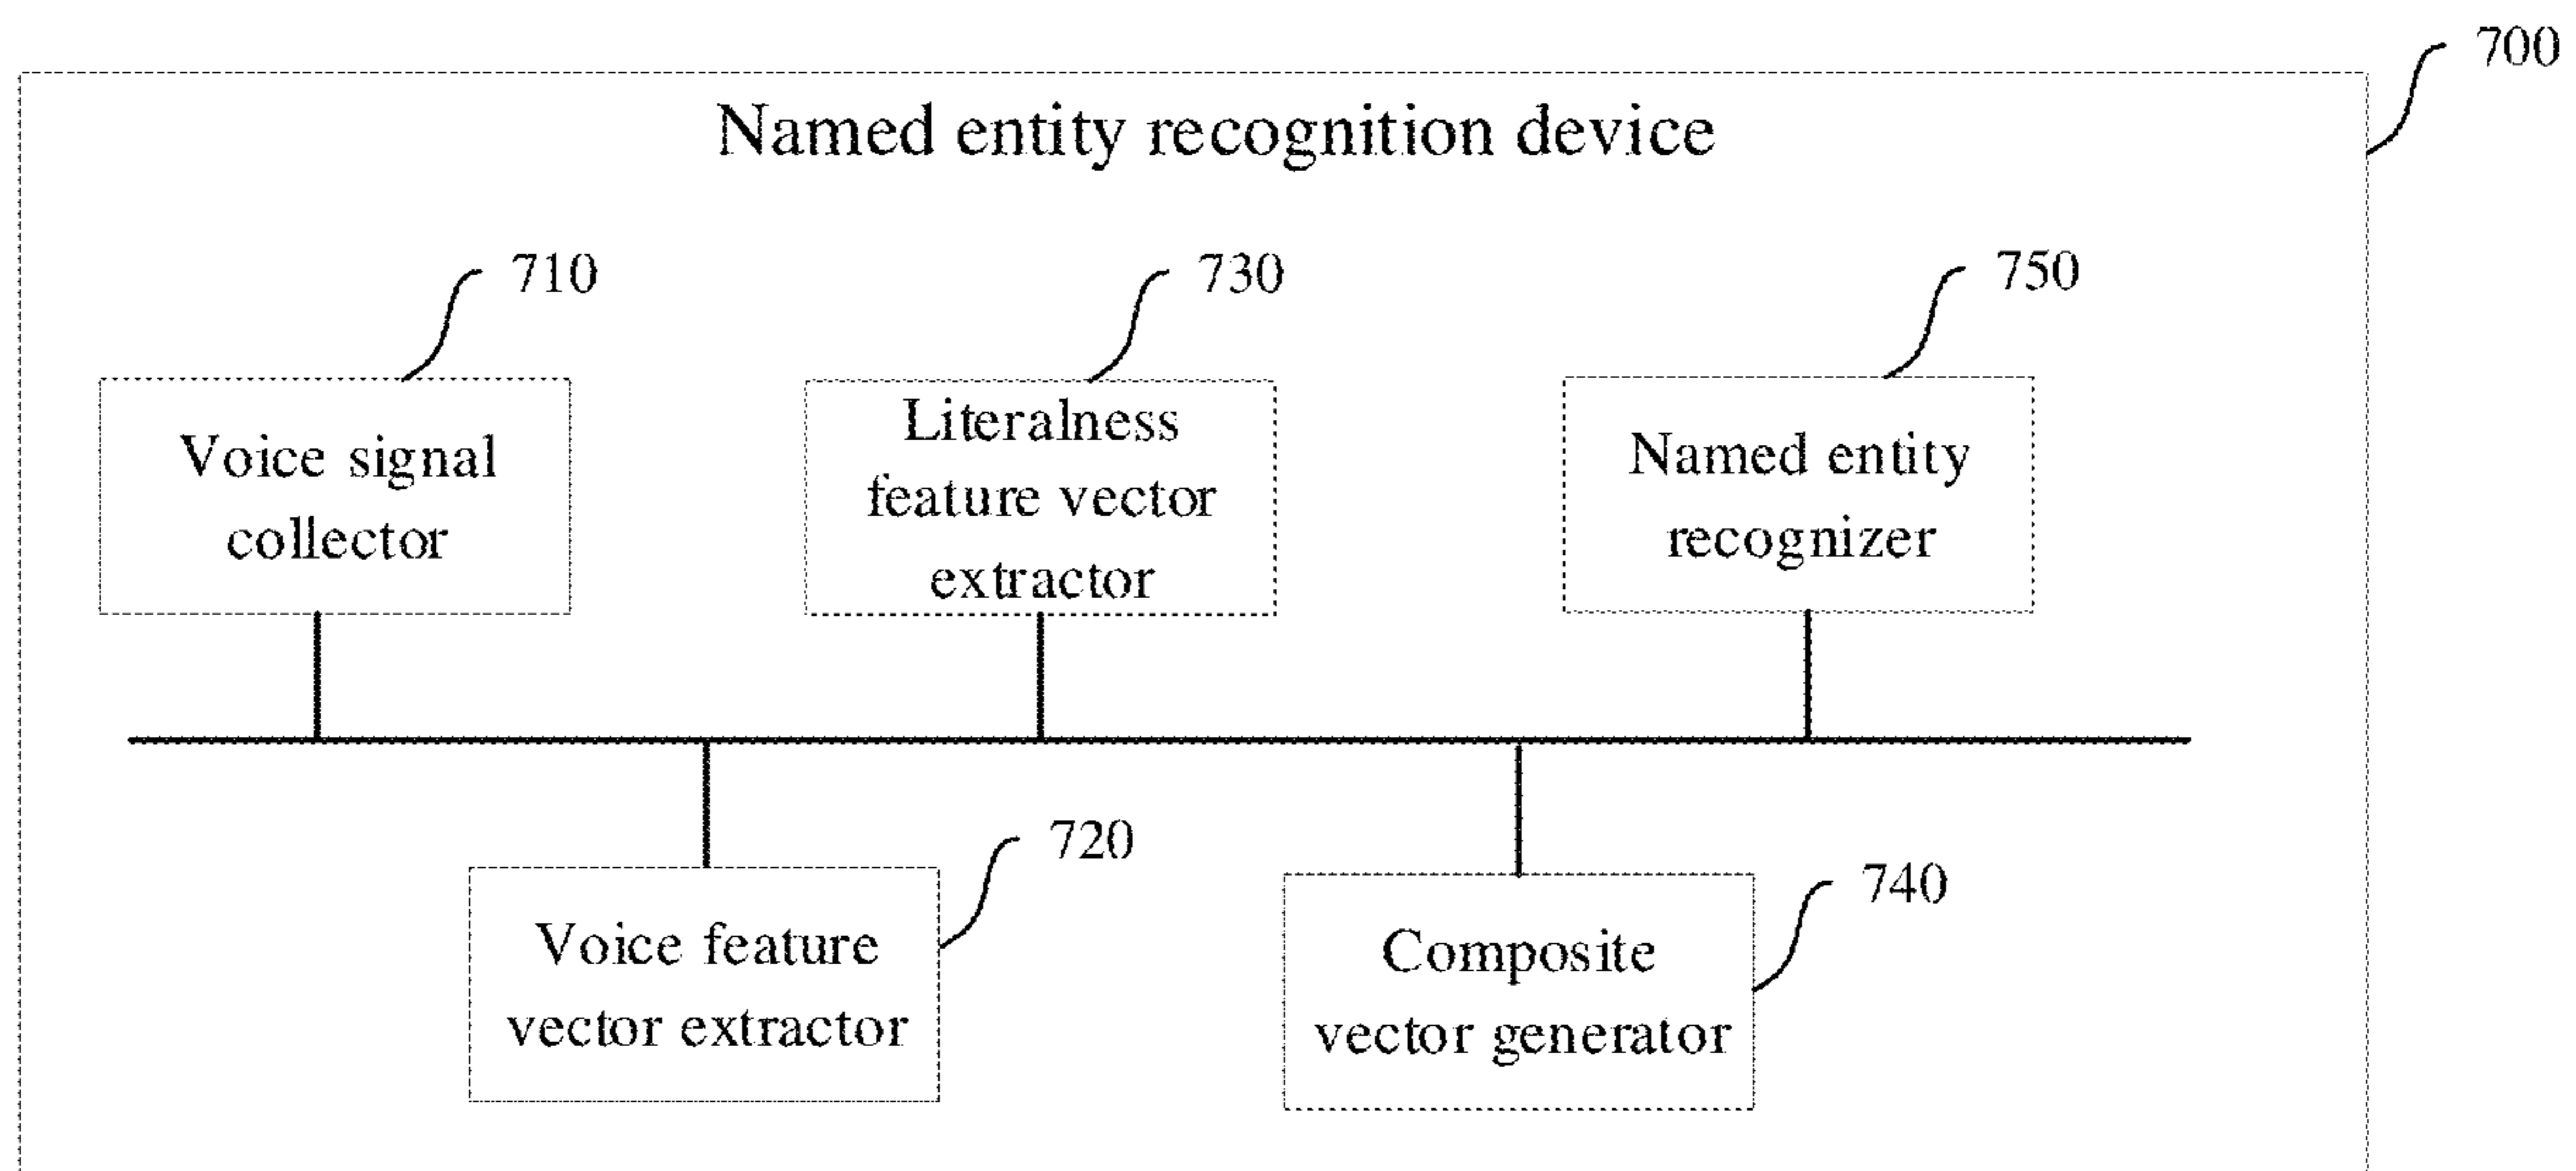 700
Named entity recognition device
710
730
750
Voice signal
collector
Literalness
feature vector
extractor
Named entity
recognizer
720
740
Voice feature
vector extractor
Composite
vector generator